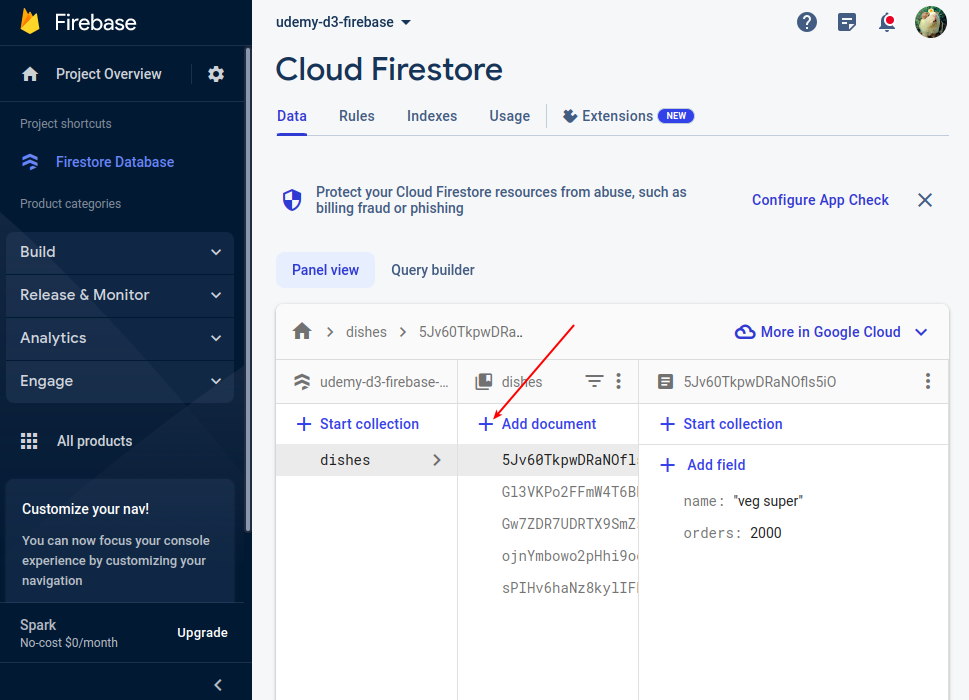 Firebase
udemy-d3-firebase
Project Overview
Cloud Firestore
Data
Rules
Indexes
Usage
Extensions
NEW
Project shortcuts
Firestore Database
Product categories
Protect your Cloud Firestore resources from abuse, such as
billing fraud or phishing
Configure App Check
Build
Release & Monitor
Analytics
Engage
All products
Customize your nav!
You can now focus your console
experience by customizing your
navigation
Spark
No-cost $0/month
Upgrade
Panel view
Query builder
dishes
5Jv60TkpwDRa..
More in Google Cloud
udemy-d3-firebase-...
dishes
5Jv60TkpwDRaNOfls5iO
Start collection
Add document
Start collection
dishes
5Jv60TkpwDRaNOfl
Gl3VKPo2FFmW4T6B
Gw7ZDR7UDRTX9SmZ
ojnYmbowo2pHhi9o
sPIHv6haNz8kylIF
Add field
name: "veg super"
orders: 2000